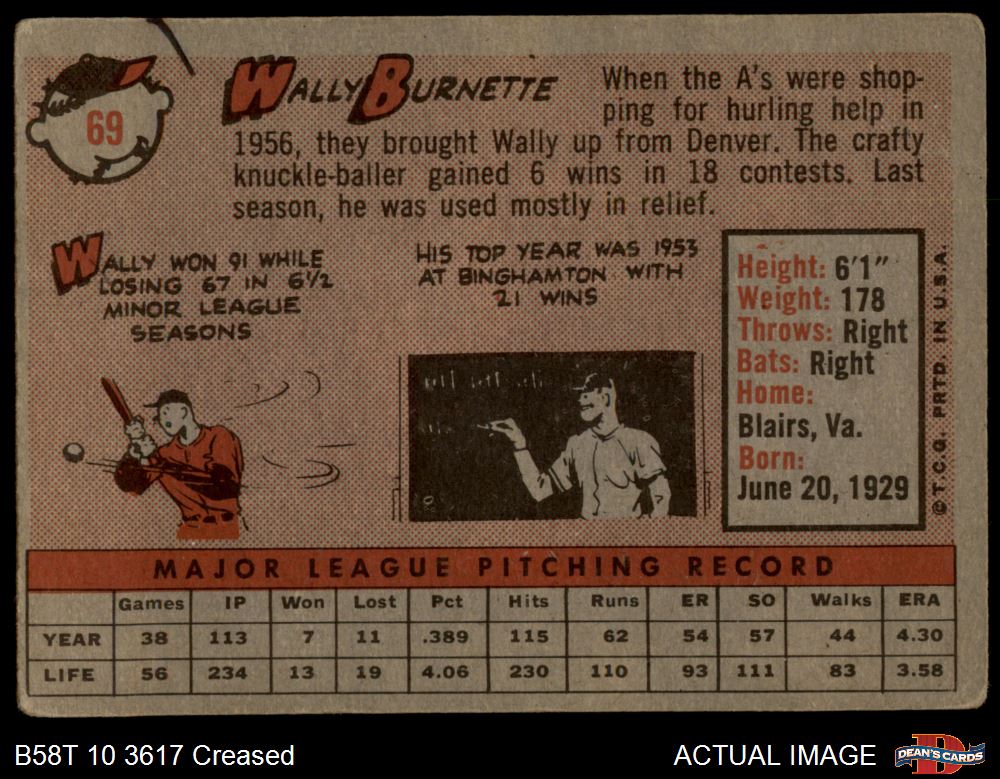 69
WALLY BURNETTE
When the A's were shop-
ping for hurling help in
1956, they brought Wally up from Denver. The crafty
knuckle-baller gained 6 wins in 18 contests. Last
season, he was used mostly in relief.
WALLY WON 91 WHILE
LOSING 67 IN 6½
MINOR LEAGUE
SEASONS
HIS TOP YEAR WAS 1953
AT BINGHAMTON WITH
21 WINS
Height: 6'1"
Weight: 178
Throws: Right
Bats: Right
Home:
Blairs, Va.
Born:
June 20, 1929
©T.C.G. PRTD. IN U.S.A.
MAJOR LEAGUE PITCHING RECORD
Games IP Won Lost Pct Hits Runs ER SO Walks ERA
YEAR 38 113 7 11 .389 115 62 54 57 44 4.30
LIFE 56 234 13 19 4.06 230 110 93 111 83 3.58
B58T 10 3617 Creased
ACTUAL IMAGE
DEAN'S CARDS